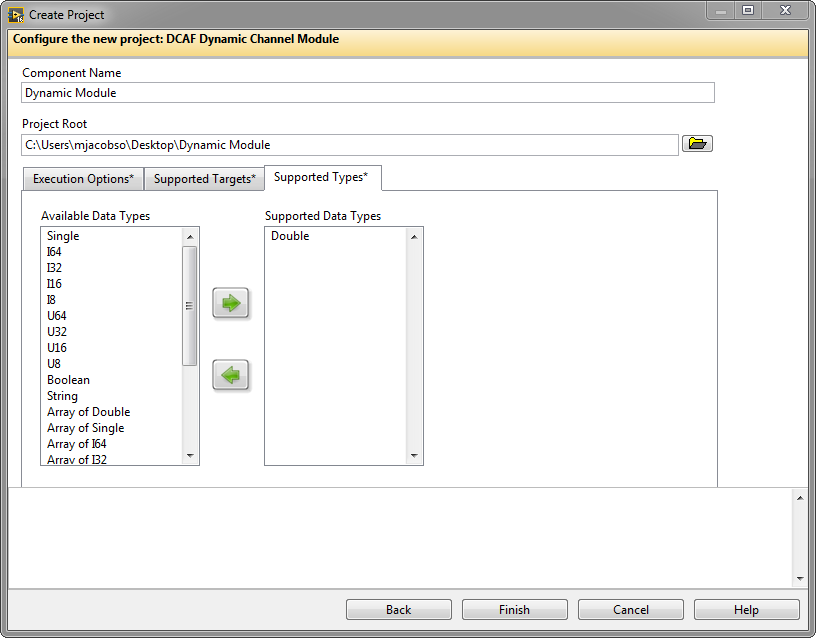 Create Project
Configure the new project: DCAF Dynamic Channel Module
Component Name
Dynamic Module
Project Root
C:\Users\mjacobso\Desktop\Dynamic Module
Execution Options*
Supported Targets*
Supported Types*
Available Data Types
Single
I64
I32
I16
I8
U64
U32
U16
U8
Boolean
String
Array of Double
Array of Single
Array of I64
Array of I32
Supported Data Types
Double
Back
Finish
Cancel
Help